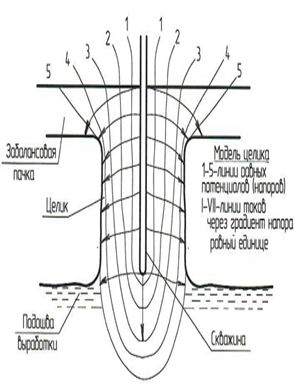 1 1
2 2
3 3
4 4
5 5
Забалансовая
пачка
Целик
Модель целика
1-5-линии равных
потенциалов (напоров)
I-VII-линии токов
через градиент напора
равный единице
Подошва
выработки
Скважина